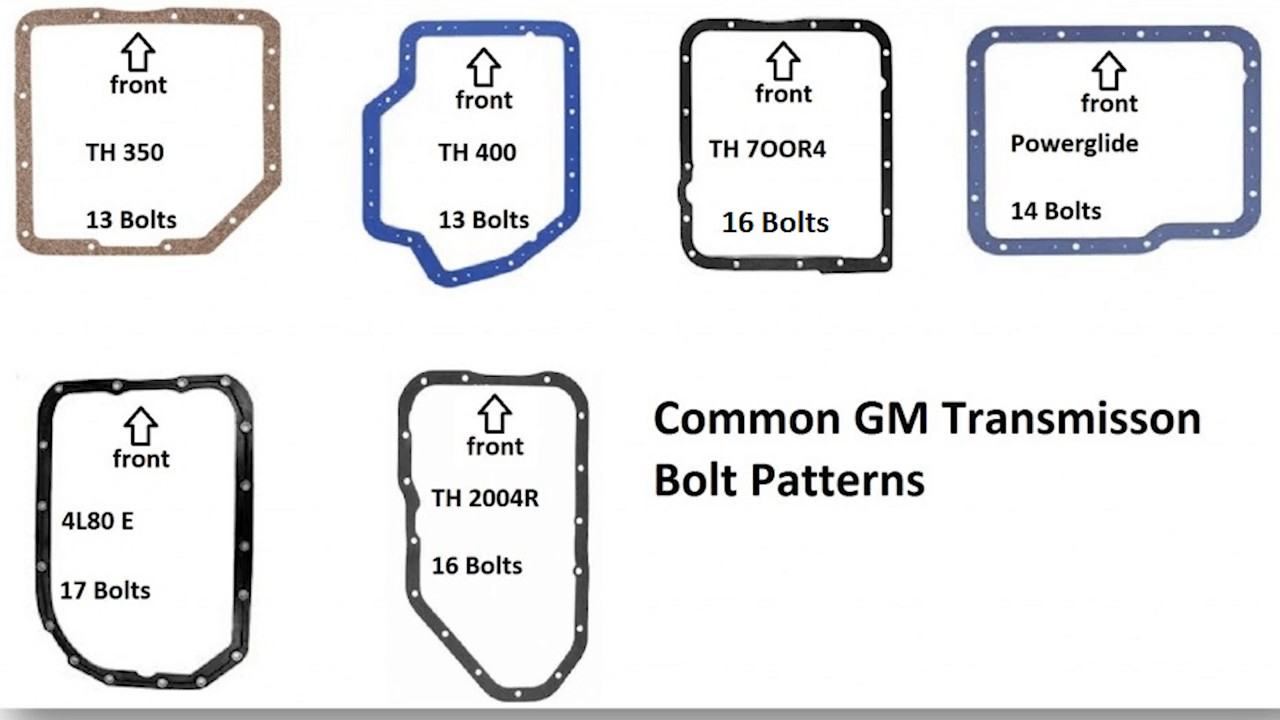 front
TH 350
13 Bolts
front
TH 400
13 Bolts
front
TH 7OOR4
16 Bolts
front
Powerglide
14 Bolts
front
4L80 E
17 Bolts
front
TH 2004R
16 Bolts
Common GM Transmisson
Bolt Patterns